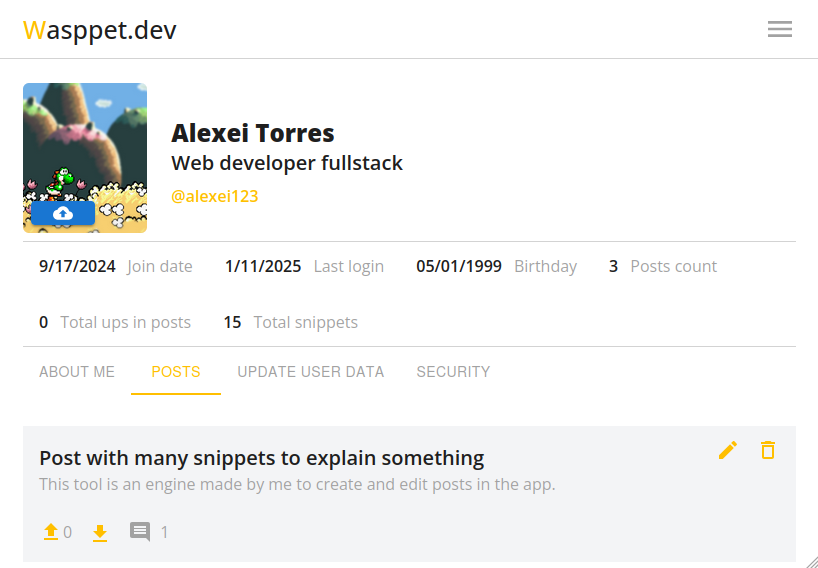 Wasppet.dev
Alexei Torres
Web developer fullstack
@alexei123
9/17/2024 Join date 1/11/2025 Last login 05/01/1999 Birthday 3 Posts count
0 Total ups in posts 15 Total snippets
ABOUT ME POSTS UPDATE USER DATA SECURITY
Post with many snippets to explain something
This tool is an engine made by me to create and edit posts in the app.
0 1